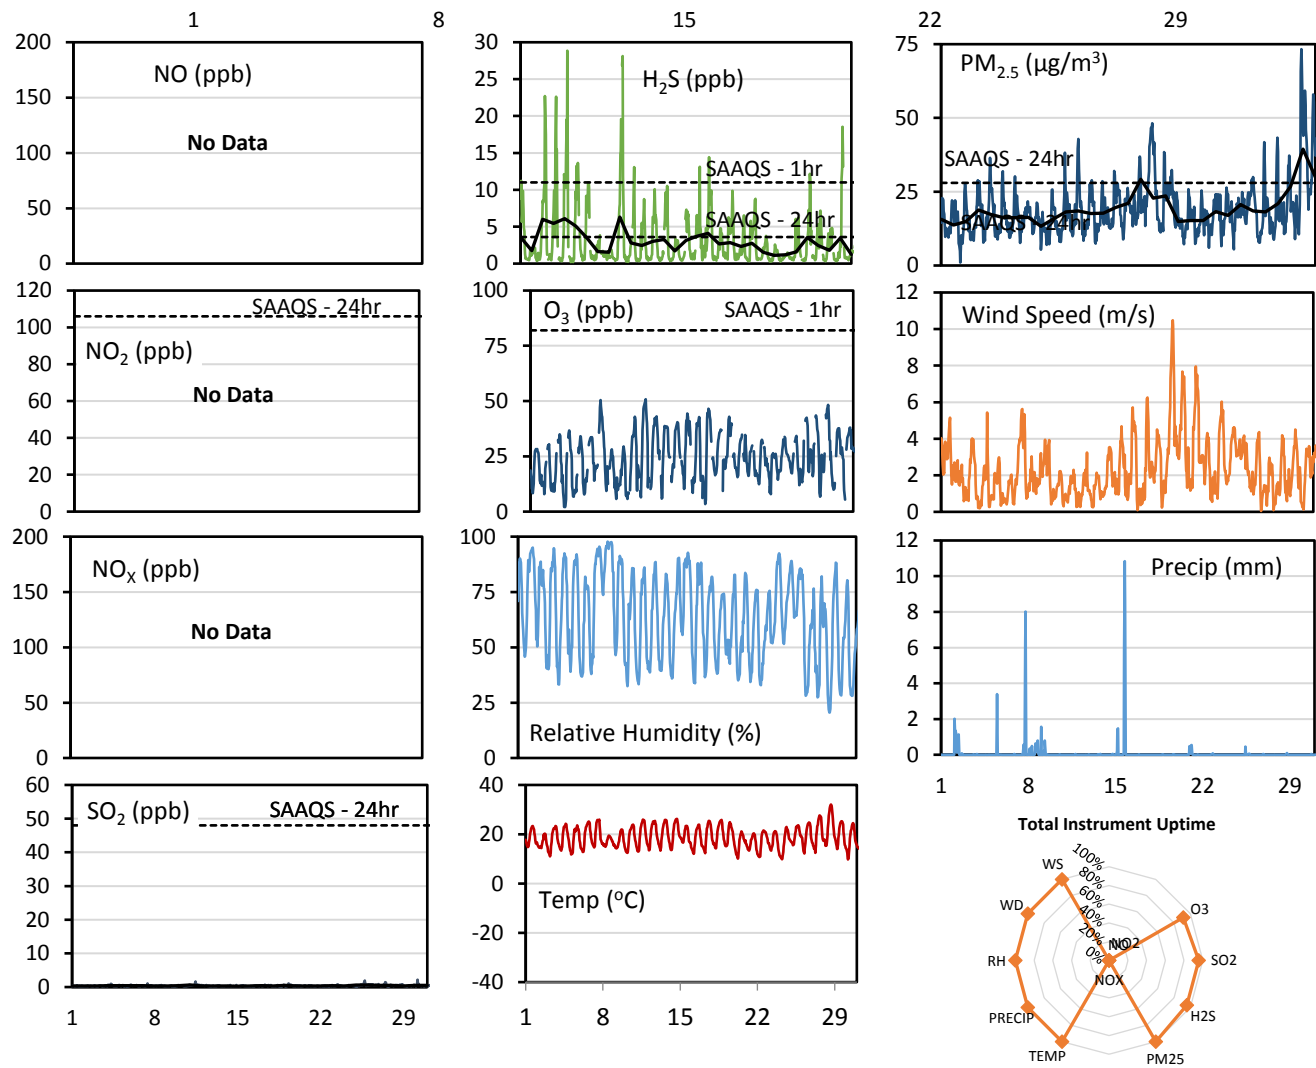 1 8 15 22 29
200
150
100
50
0
NO (ppb)
No Data
30
25
20
15
10
5
0
H2S (ppb)
SAAQS - 1hr
SAAQS - 24hr
75
50
25
0
PM2.5 (µg/m³)
SAAQS - 24hr
SAAQS - 24hr
120
100
80
60
40
20
0
SAAQS - 24hr
NO2 (ppb)
No Data
100
75
50
25
0
O3 (ppb) SAAQS - 1hr
12
10
8
6
4
2
0
Wind Speed (m/s)
200
150
100
50
0
NOX (ppb)
No Data
100
75
50
25
0
Relative Humidity (%)
12
10
8
6
4
2
0
Precip (mm)
1 8 15 22 29
60
50
40
30
20
10
0
SO2 (ppb) SAAQS - 24hr
1 8 15 22 29
40
20
0
-20
-40
Temp (°C)
1 8 15 22 29
Total Instrument Uptime
100%
80%
60%
40%
20%
0%
NO
NO2
O3
SO2
H2S
PM25
NOX
TEMP
PRECIP
RH
WD
WS